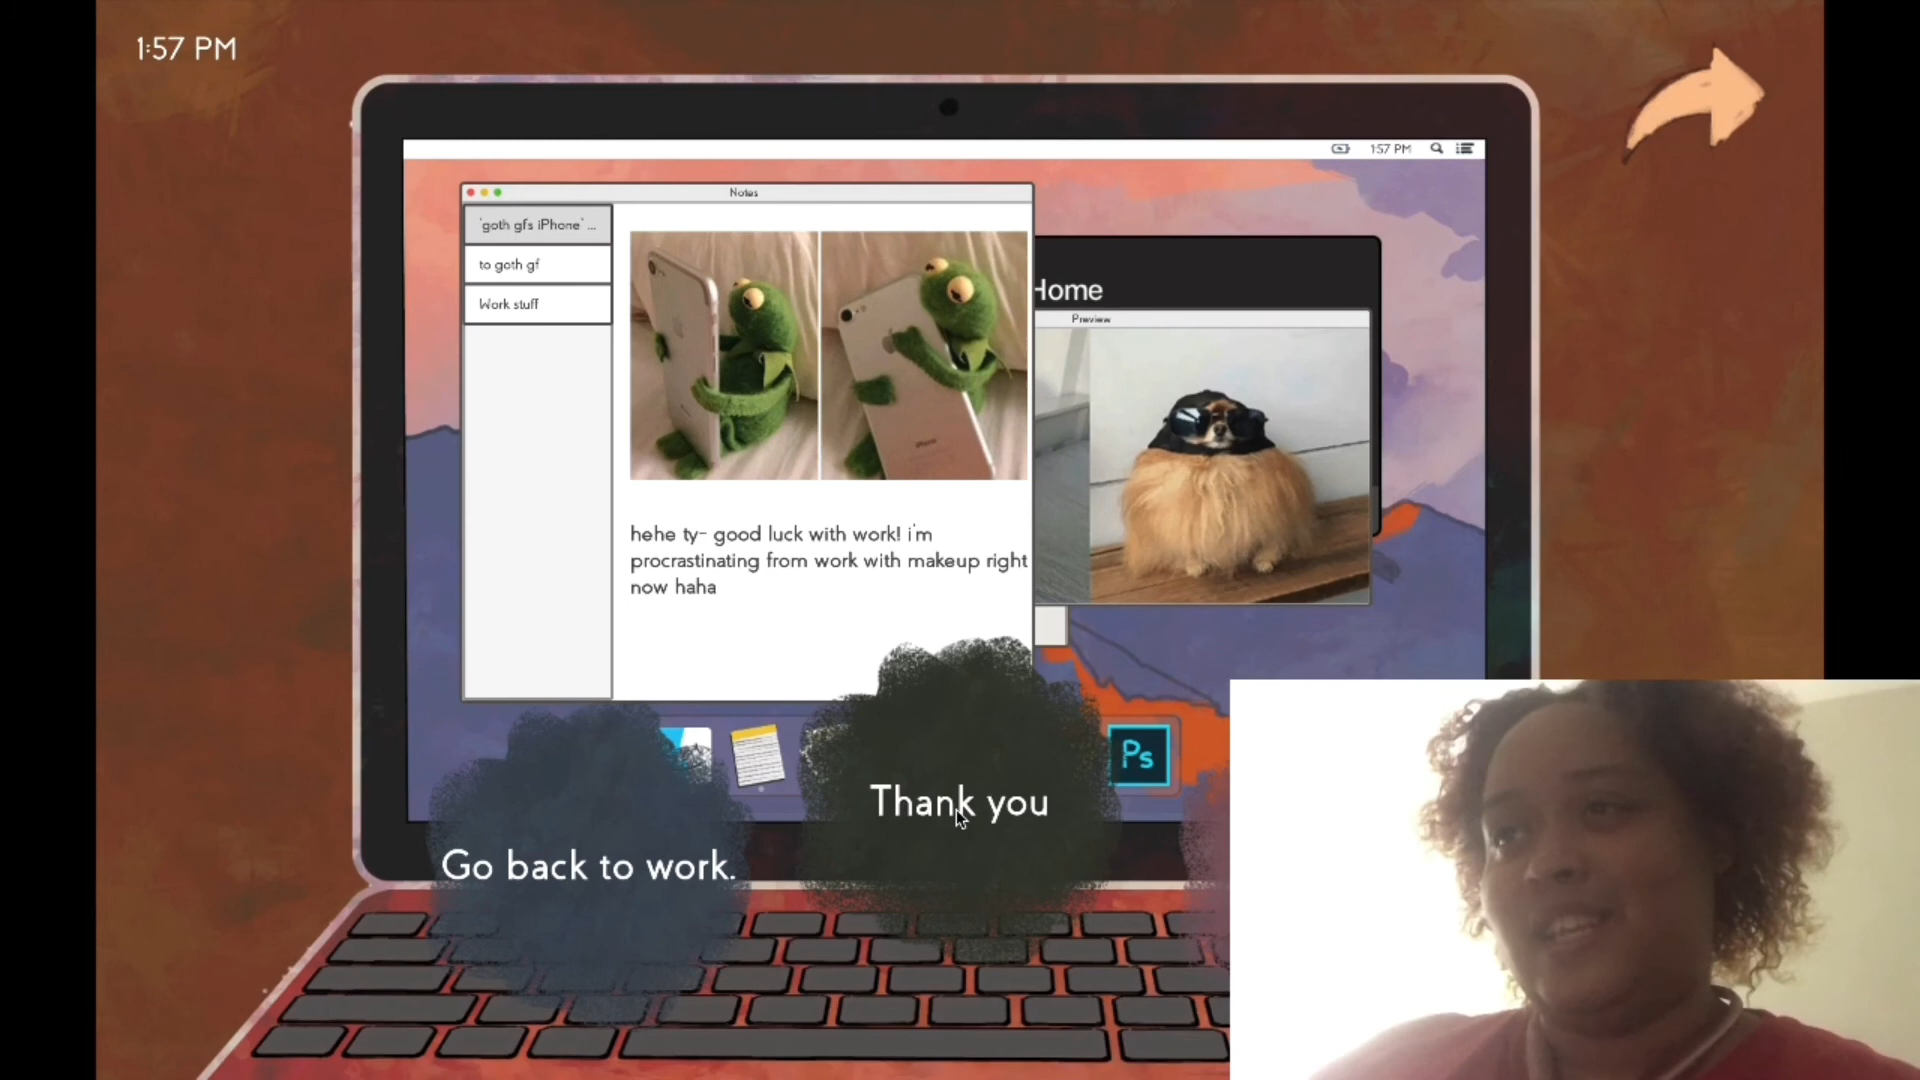 1:57 PM
1:57 PM
Notes
'goth gfs iPhone' ...
to goth gf
Work stuff
Home
Preview
iPhone
hehe ty- good luck with work! i'm
procrastinating from work with makeup right
now haha
Ps
Thank you
Go back to work.